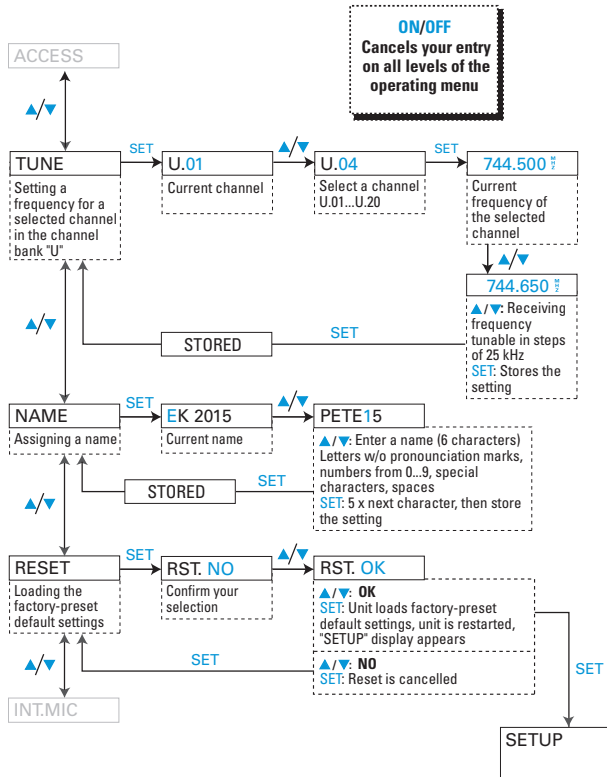 ON/OFF
Cancels your entry
on all levels of the
operating menu
ACCESS
▲/▼
TUNE
SET
U.01
▲/▼
U.04
SET
744.500 MHz
Setting a
frequency for a
selected channel
in the channel
bank "U"
Current channel
Select a channel
U.01...U.20
Current
frequency of
the selected
channel
▲/▼
744.650 MHz
▲/▼: Receiving
frequency
tunable in steps
of 25 kHz
SET: Stores the
setting
▲/▼
STORED
SET
NAME
SET
EK 2015
▲/▼
PETE15
Assigning a name
Current name
▲/▼: Enter a name (6 characters)
Letters w/o pronounciation marks,
numbers from 0...9, special
characters, spaces
SET: 5 x next character, then store
the setting
STORED
SET
▲/▼
RESET
SET
RST. NO
▲/▼
RST. OK
Loading the
factory-preset
default settings
Confirm your
selection
▲/▼: OK
SET: Unit loads factory-preset
default settings, unit is restarted,
"SETUP" display appears
▲/▼: NO
SET: Reset is cancelled
▲/▼
SET
SET
INT.MIC
SETUP